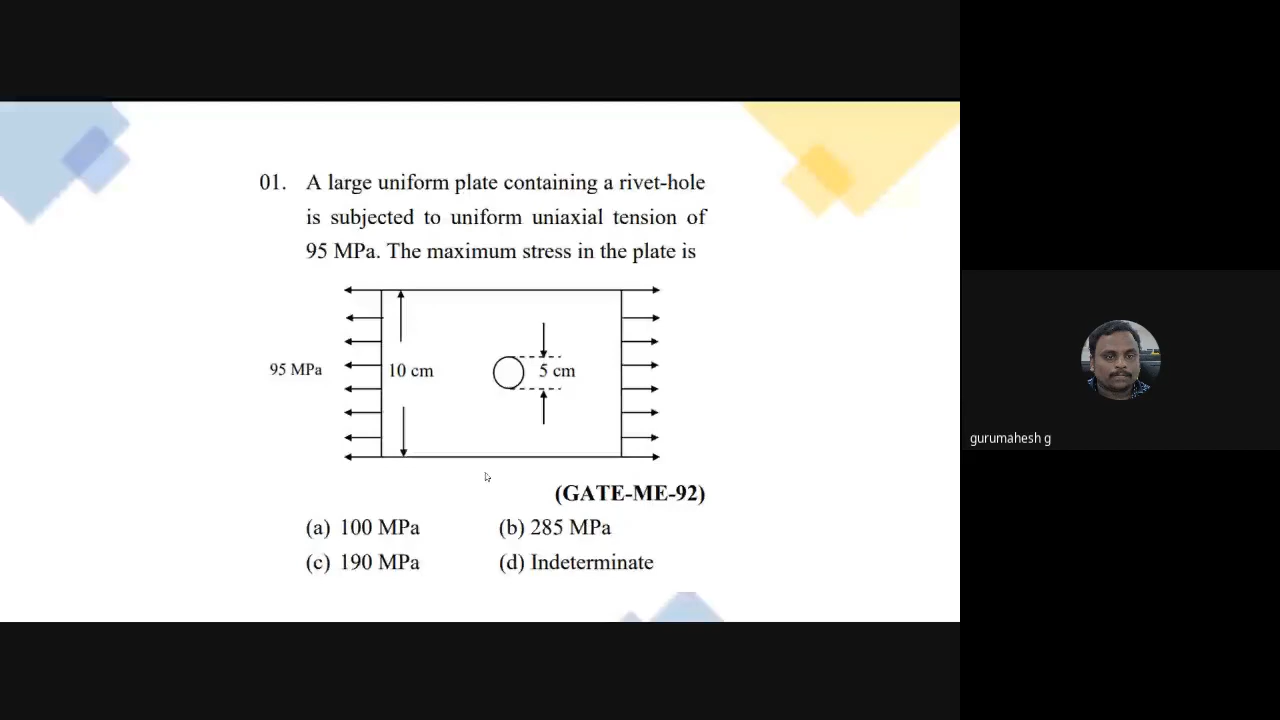 01. A large uniform plate containing a rivet-hole
is subjected to uniform uniaxial tension of
95 MPa. The maximum stress in the plate is
95 MPa
10 cm
5 cm
(GATE-ME-92)
(a) 100 MPa (b) 285 MPa
(c) 190 MPa (d) Indeterminate
gurumahesh g